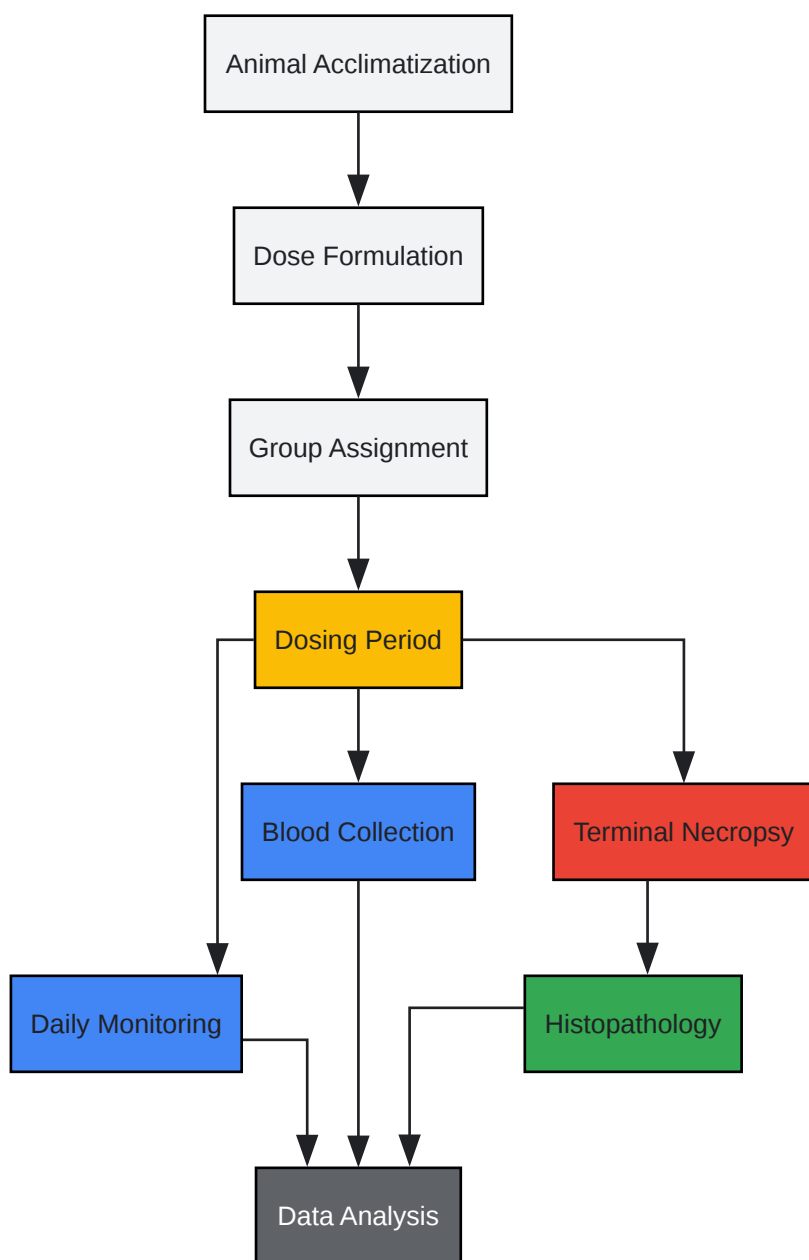 Animal Acclimatization
Dose Formulation
Group Assignment
Dosing Period
Blood Collection
Terminal Necropsy
Daily Monitoring
Histopathology
Data Analysis